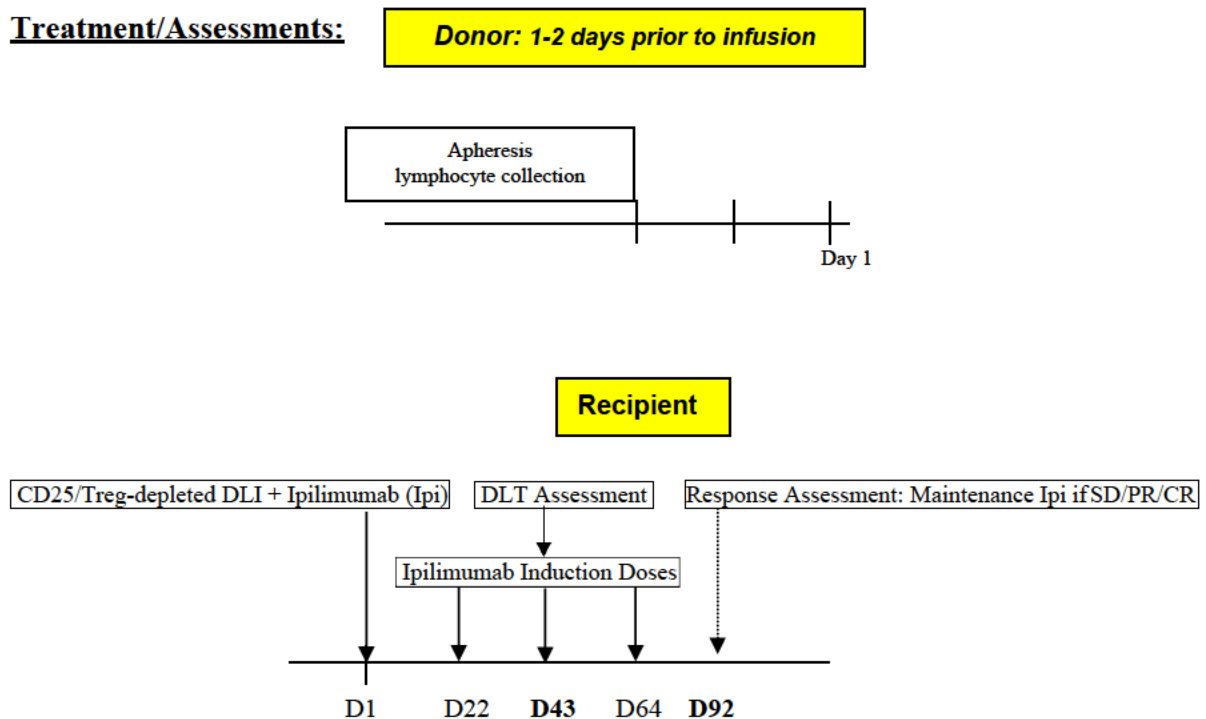 Treatment/Assessments:
Donor: 1-2 days prior to infusion
Apheresis
lymphocyte collection
Day 1
Recipient
CD25/Treg-depleted DLI + Ipilimumab (Ipi)
DLT Assessment
Response Assessment: Maintenance Ipi if SD/PR/CR
Ipilimumab Induction Doses
D1 D22 D43 D64 D92